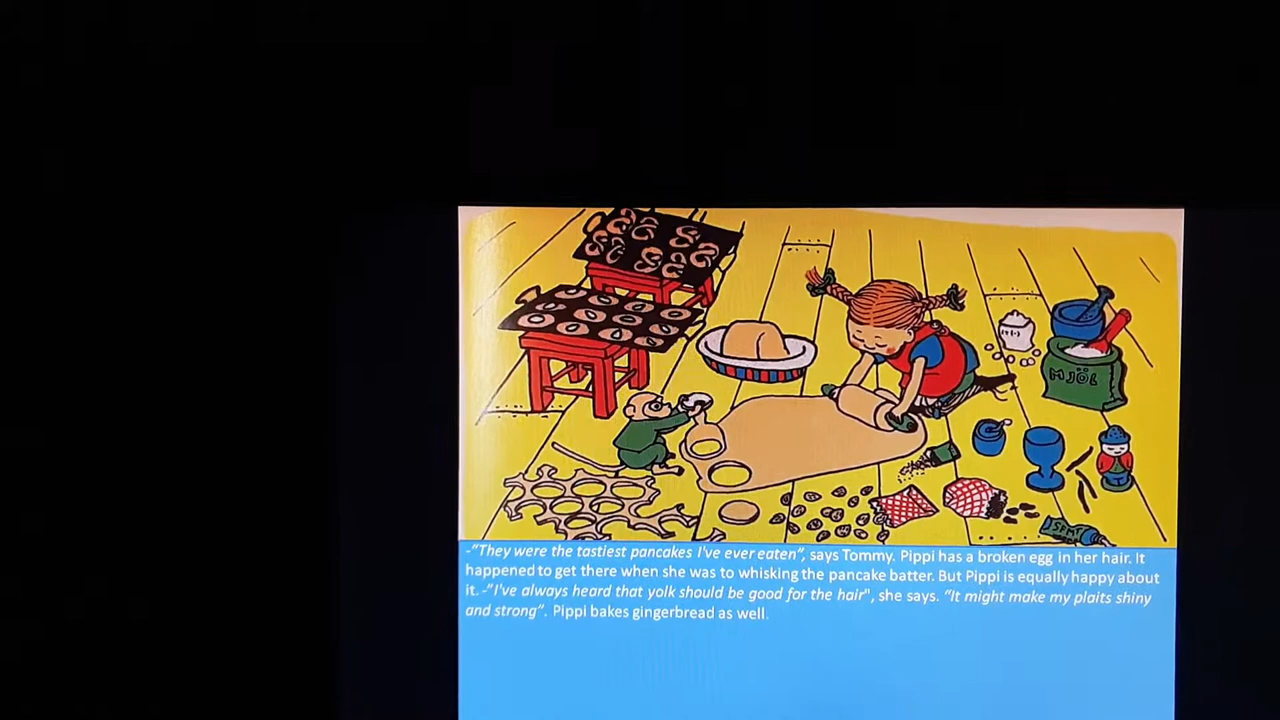 MJÖL
-"They were the tastiest pancakes I've ever eaten", says Tommy. Pippi has a broken egg in her hair. It
happened to get there when she was to whisking the pancake batter. But Pippi is equally happy about
it. -"I've always heard that yolk should be good for the hair", she says. "It might make my plaits shiny
and strong". Pippi bakes gingerbread as well.